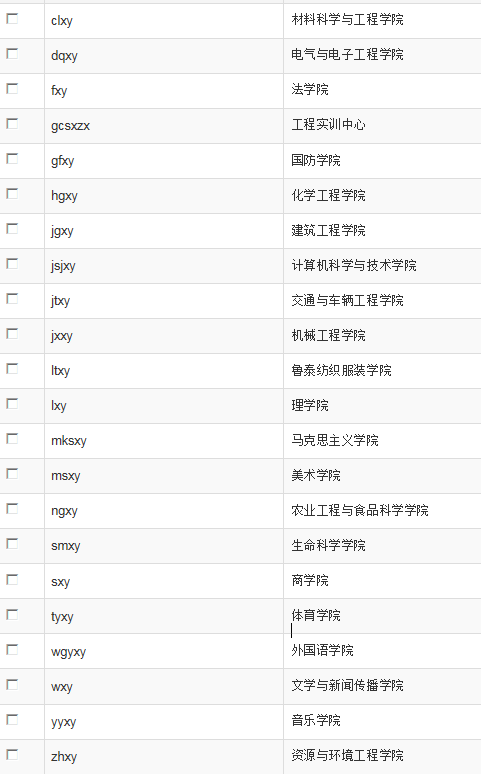 clxy 材料科学与工程学院
dqxy 电气与电子工程学院
fxy 法学院
gcsxzx 工程实训中心
gfxy 国防学院
hgxy 化学工程学院
jgxy 建筑工程学院
jsjxy 计算机科学与技术学院
jtxy 交通与车辆工程学院
jxxy 机械工程学院
ltxy 鲁泰纺织服装学院
lxy 理学院
mksxy 马克思主义学院
msxy 美术学院
ngxy 农业工程与食品科学学院
smxy 生命科学学院
sxy 商学院
tyxy 体育学院
wgyxy 外国语学院
wxy 文学与新闻传播学院
yyxy 音乐学院
zhxy 资源与环境工程学院